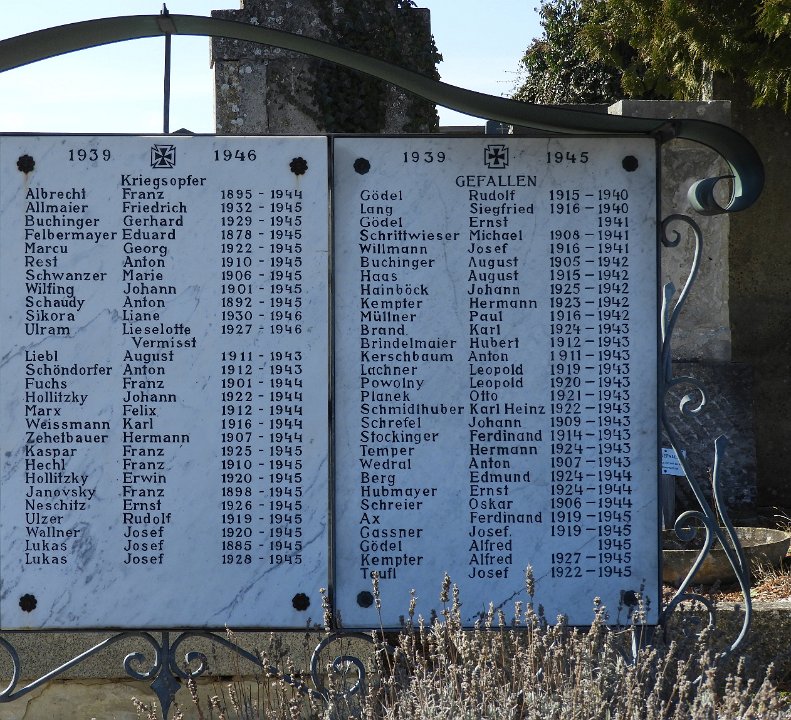 1939 1946
Kriegsopfer
Albrecht Franz 1895 - 1944
Allmaier Friedrich 1932 - 1945
Buchinger Gerhard 1929 - 1945
Felbermayer Eduard 1878 - 1945
Marcu Georg 1922 - 1945
Rest Anton 1910 - 1945
Schwanzer Marie 1906 - 1945
Wilfing Johann 1901 - 1945
Schaudy Anton 1892 - 1945
Sikora Liane 1930 - 1946
Ulram Lieselotte 1927 - 1946
Vermisst
Liebl August 1911 - 1943
Schöndorfer Anton 1912 - 1943
Fuchs Franz 1901 - 1944
Hollitzky Johann 1922 - 1944
Marx Felix 1912 - 1944
Weissmann Karl 1916 - 1944
Zehetbauer Hermann 1907 - 1944
Kaspar Franz 1925 - 1945
Hechl Franz 1910 - 1945
Hollitzky Erwin 1920 - 1945
Janovsky Franz 1898 - 1945
Neschitz Ernst 1926 - 1945
Ulzer Rudolf 1919 - 1945
Wallner Josef 1920 - 1945
Lukas Josef 1885 - 1945
Lukas Josef 1928 - 1945
1939 1945
GEFALLEN
Gödel Rudolf 1915 - 1940
Lang Siegfried 1916 - 1940
Gödel Ernst 1941
Schrittwieser Michael 1908 - 1941
Willmann Josef 1916 - 1941
Buchinger August 1905 - 1942
Haas August 1915 - 1942
Hainböck Johann 1925 - 1942
Kempter Hermann 1923 - 1942
Müllner Paul 1916 - 1942
Brand Karl 1924 - 1943
Brindelmaier Hubert 1912 - 1943
Kerschbaum Anton 1911 - 1943
Lachner Leopold 1919 - 1943
Powolny Leopold 1920 - 1943
Planek Otto 1921 - 1943
Schmidlhuber Karl Heinz 1922 - 1943
Schrefel Johann 1909 - 1943
Stockinger Ferdinand 1914 - 1943
Temper Hermann 1924 - 1943
Wedral Anton 1907 - 1943
Berg Edmund 1924 - 1944
Hubmayer Ernst 1924 - 1944
Schreier Oskar 1906 - 1944
Ax Ferdinand 1919 - 1945
Gassner Josef 1919 - 1945
Gödel Alfred 1945
Kempter Alfred 1927 - 1945
Teufl Josef 1922 - 1945